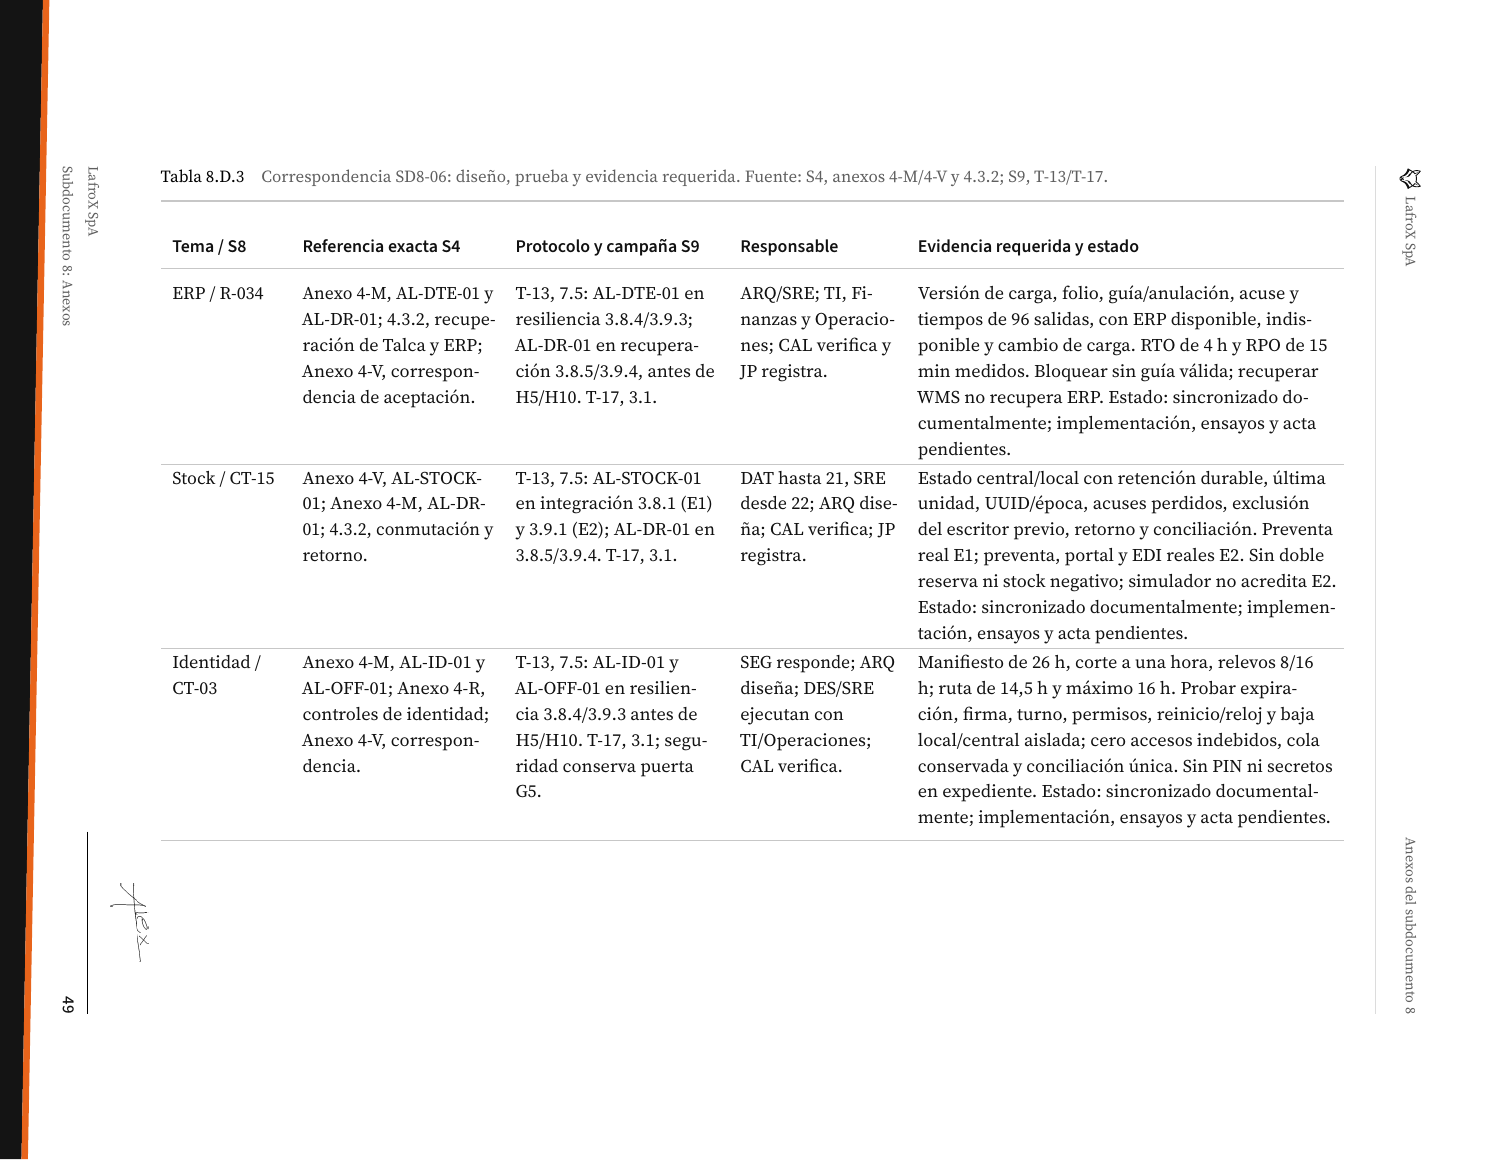 LafroX SpA
Subdocumento 8: Anexos
Tabla 8.D.3 Correspondencia SD8-06: diseño, prueba y evidencia requerida. Fuente: S4, anexos 4-M/4-V y 4.3.2; S9, T-13/T-17.
Tema / S8 Referencia exacta S4 Protocolo y campaña S9 Responsable Evidencia requerida y estado
ERP / R-034
Anexo 4-M, AL-DTE-01 y
AL-DR-01; 4.3.2, recupe-
ración de Talca y ERP;
Anexo 4-V, correspon-
dencia de aceptación.
T-13, 7.5: AL-DTE-01 en
resiliencia 3.8.4/3.9.3;
AL-DR-01 en recupera-
ción 3.8.5/3.9.4, antes de
H5/H10. T-17, 3.1.
ARQ/SRE; TI, Fi-
nanzas y Operacio-
nes; CAL verifica y
JP registra.
Versión de carga, folio, guía/anulación, acuse y
tiempos de 96 salidas, con ERP disponible, indis-
ponible y cambio de carga. RTO de 4 h y RPO de 15
min medidos. Bloquear sin guía válida; recuperar
WMS no recupera ERP. Estado: sincronizado do-
cumentalmente; implementación, ensayos y acta
pendientes.
Stock / CT-15
Anexo 4-V, AL-STOCK-
01; Anexo 4-M, AL-DR-
01; 4.3.2, conmutación y
retorno.
T-13, 7.5: AL-STOCK-01
en integración 3.8.1 (E1)
y 3.9.1 (E2); AL-DR-01 en
3.8.5/3.9.4. T-17, 3.1.
DAT hasta 21, SRE
desde 22; ARQ dise-
ña; CAL verifica; JP
registra.
Estado central/local con retención durable, última
unidad, UUID/época, acuses perdidos, exclusión
del escritor previo, retorno y conciliación. Preventa
real E1; preventa, portal y EDI reales E2. Sin doble
reserva ni stock negativo; simulador no acredita E2.
Estado: sincronizado documentalmente; implemen-
tación, ensayos y acta pendientes.
Identidad /
CT-03
Anexo 4-M, AL-ID-01 y
AL-OFF-01; Anexo 4-R,
controles de identidad;
Anexo 4-V, correspon-
dencia.
T-13, 7.5: AL-ID-01 y
AL-OFF-01 en resilien-
cia 3.8.4/3.9.3 antes de
H5/H10. T-17, 3.1; segu-
ridad conserva puerta
G5.
SEG responde; ARQ
diseña; DES/SRE
ejecutan con
TI/Operaciones;
CAL verifica.
Manifiesto de 26 h, corte a una hora, relevos 8/16
h; ruta de 14,5 h y máximo 16 h. Probar expira-
ción, firma, turno, permisos, reinicio/reloj y baja
local/central aislada; cero accesos indebidos, cola
conservada y conciliación única. Sin PIN ni secretos
en expediente. Estado: sincronizado documental-
mente; implementación, ensayos y acta pendientes.
Alex
49
LafroX SpA
Anexos del subdocumento 8